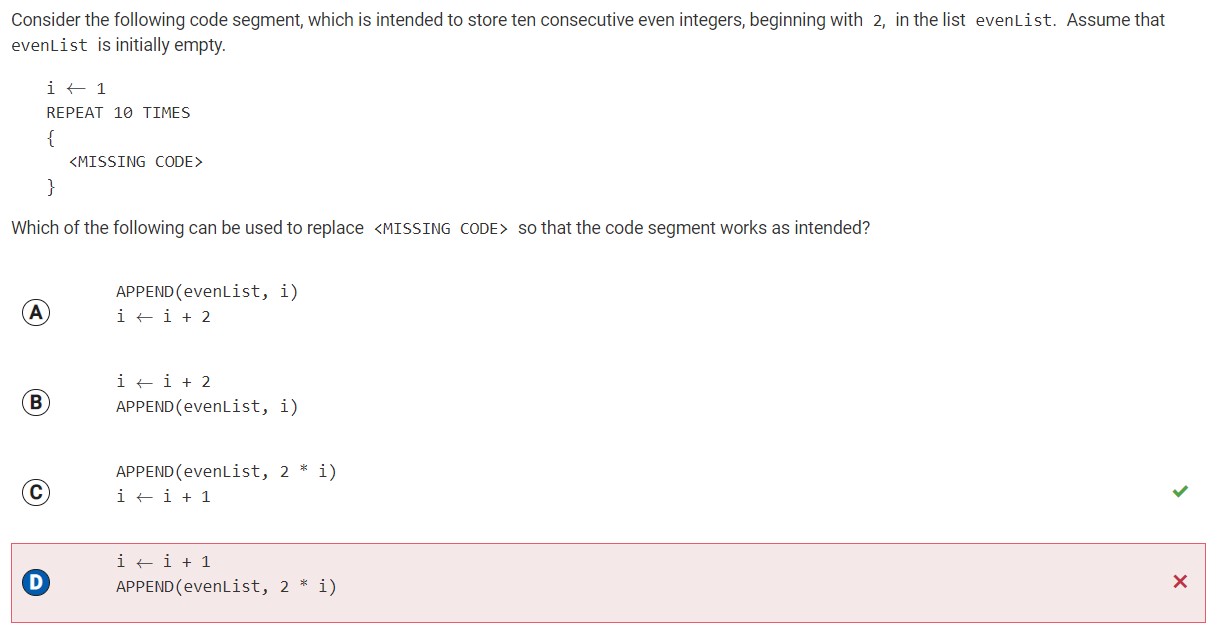 Consider the following code segment, which is intended to store ten consecutive even integers, beginning with 2, in the list evenList. Assume that
evenList is initially empty.
i ← 1
REPEAT 10 TIMES
{
<MISSING CODE>
}
Which of the following can be used to replace <MISSING CODE> so that the code segment works as intended?
A
APPEND(evenList, i)
i ← i + 2
B
i ← i + 2
APPEND(evenList, i)
C
APPEND(evenList, 2 * i)
i ← i + 1
D
i ← i + 1
APPEND(evenList, 2 * i)